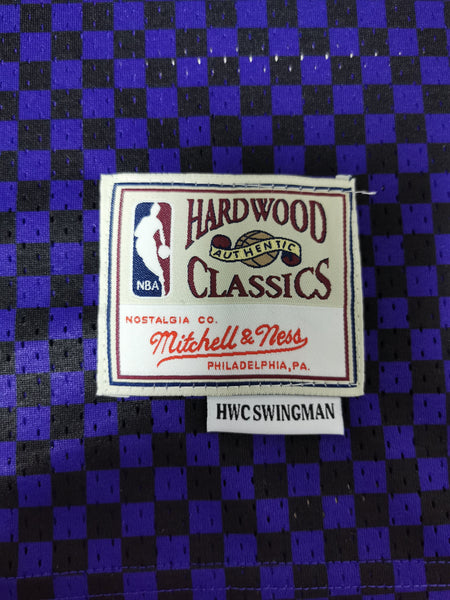 NBA
HARDWOOD
AUTHENTIC
CLASSICS
NOSTALGIA CO.
Mitchell & Ness
PHILADELPHIA, PA.
HWC SWINGMAN